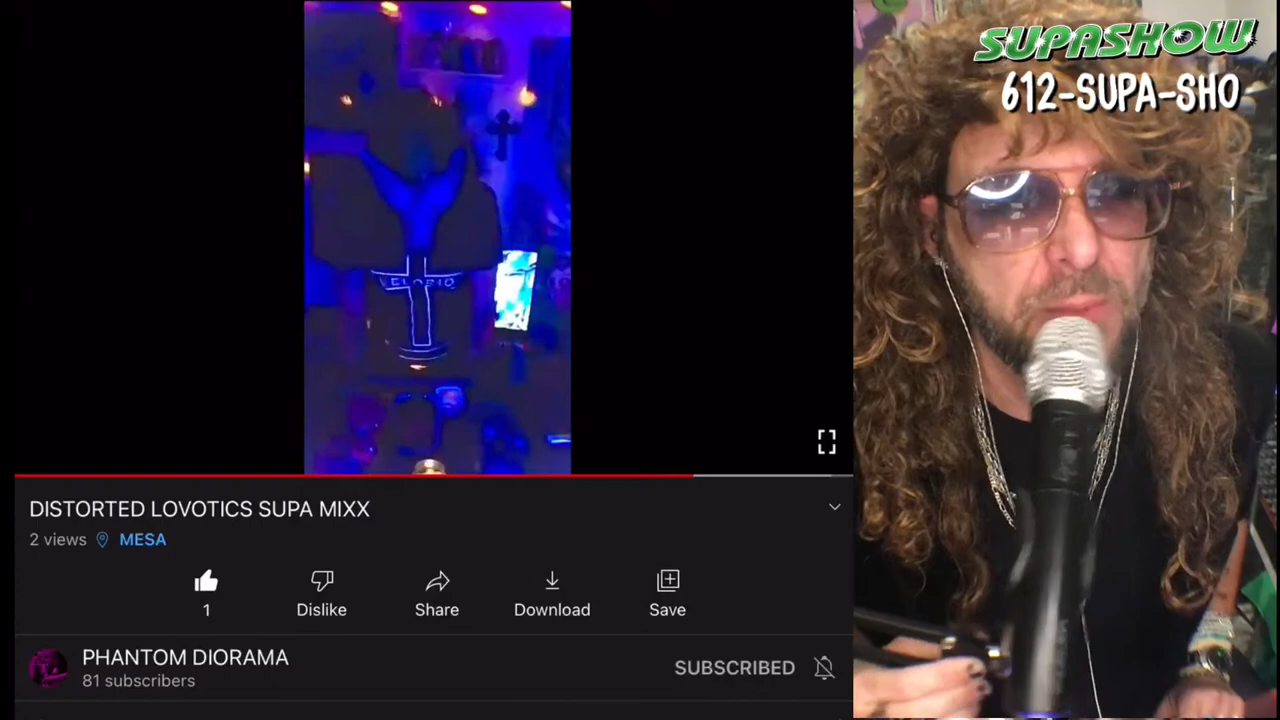 SUPASHOW
612-SUPA-SHO
DISTORTED LOVOTICS SUPA MIXX
2 views MESA
1
Dislike
Share
Download
Save
PHANTOM DIORAMA
81 subscribers
SUBSCRIBED